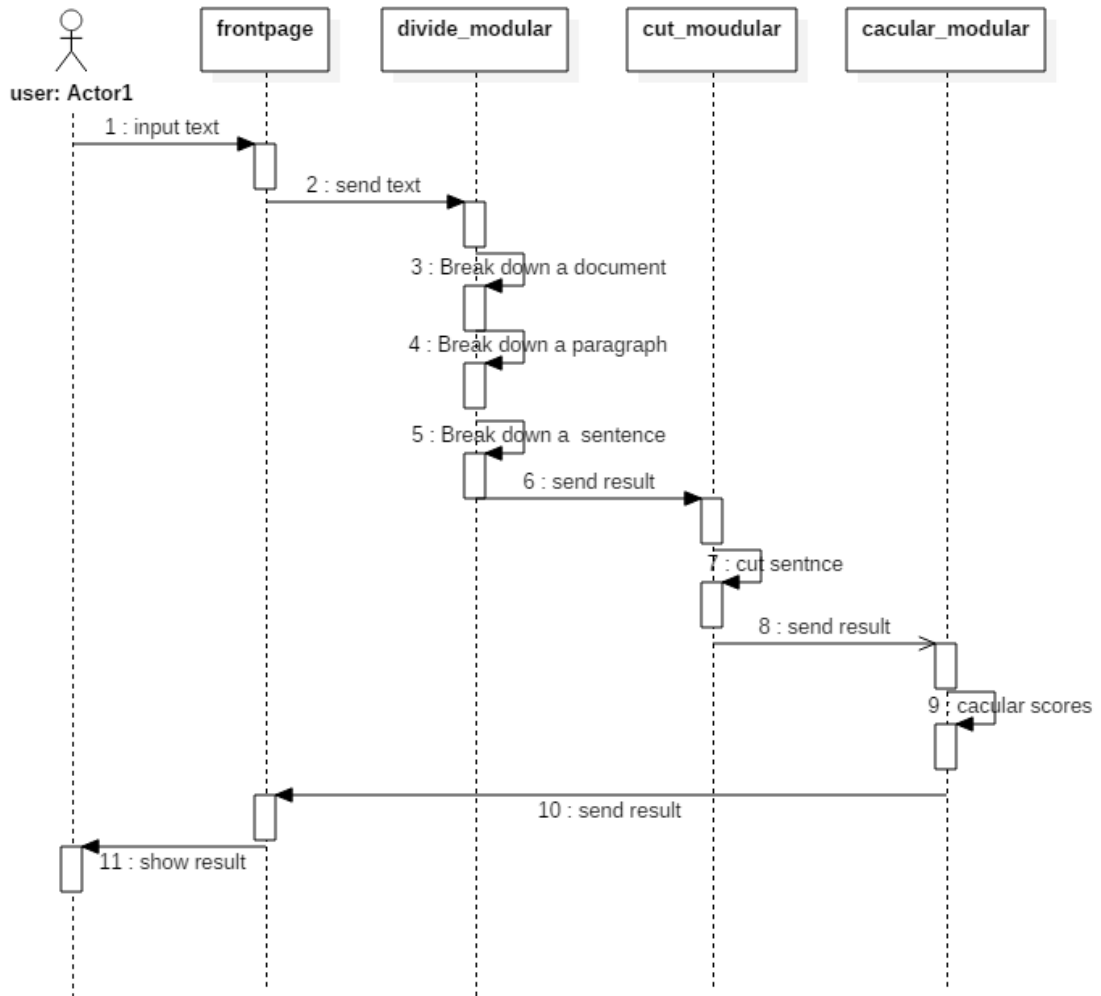 frontpage
divide_modular
cut_moudular
cacular_modular
user: Actor1
1 : input text
2 : send text
3 : Break down a document
4 : Break down a paragraph
5 : Break down a  sentence
6 : send result
7 : cut sentnce
8 : send result
9 : cacular scores
10 : send result
11 : show result